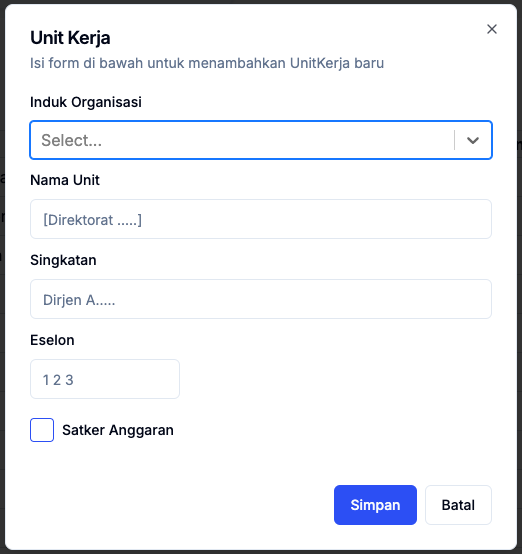 Unit Kerja
Isi form di bawah untuk menambahkan UnitKerja baru
Induk Organisasi
Select...
Nama Unit
[Direktorat .....]
Singkatan
Dirjen A.....
Eselon
1 2 3
Satker Anggaran
Simpan
Batal